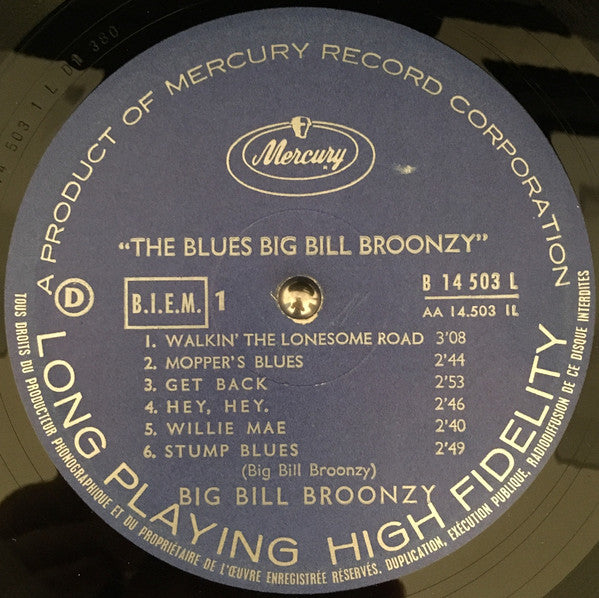 A PRODUCT OF MERCURY RECORD CORPORATION
Mercury
"THE BLUES BIG BILL BROONZY"
D
B.I.E.M. 1
B 14 503 L
AA 14.503 1L
1. WALKIN' THE LONESOME ROAD 3'08
2. MOPPER'S BLUES 2'44
3. GET BACK 2'53
4. HEY, HEY. 2'46
5. WILLIE MAE 2'40
6. STUMP BLUES 2'49
(Big Bill Broonzy)
BIG BILL BROONZY
LONG PLAYING HIGH FIDELITY
TOUS DROITS DU PRODUCTEUR PHONOGRAPHIQUE ET DU PROPRIÉTAIRE DE L'ŒUVRE ENREGISTRÉE RÉSERVÉS. DUPLICATION, EXÉCUTION PUBLIQUE, RADIODIFFUSION DE CE DISQUE INTERDITES
503 1 L
380